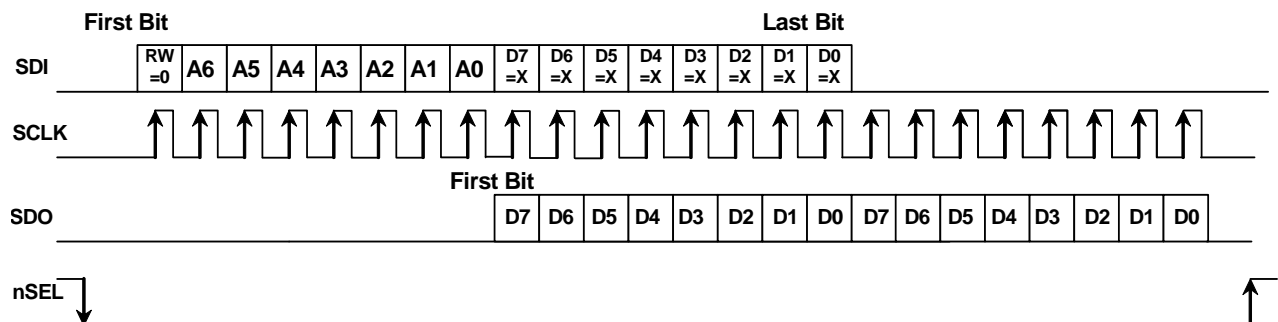 First Bit Last Bit
SDI RW =0 A6 A5 A4 A3 A2 A1 A0 D7 =X D6 =X D5 =X D4 =X D3 =X D2 =X D1 =X D0 =X
SCLK
First Bit
SDO D7 D6 D5 D4 D3 D2 D1 D0 D7 D6 D5 D4 D3 D2 D1 D0
nSEL